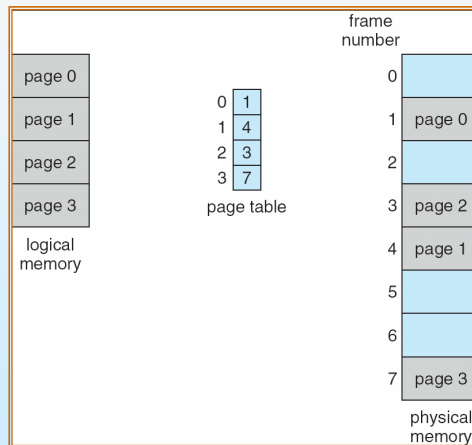 page 0
page 1
page 2
page 3
logical
memory
0 1
1 4
2 3
3 7
page table
frame
number
0
1 page 0
2
3 page 2
4 page 1
5
6
7 page 3
physical
memory